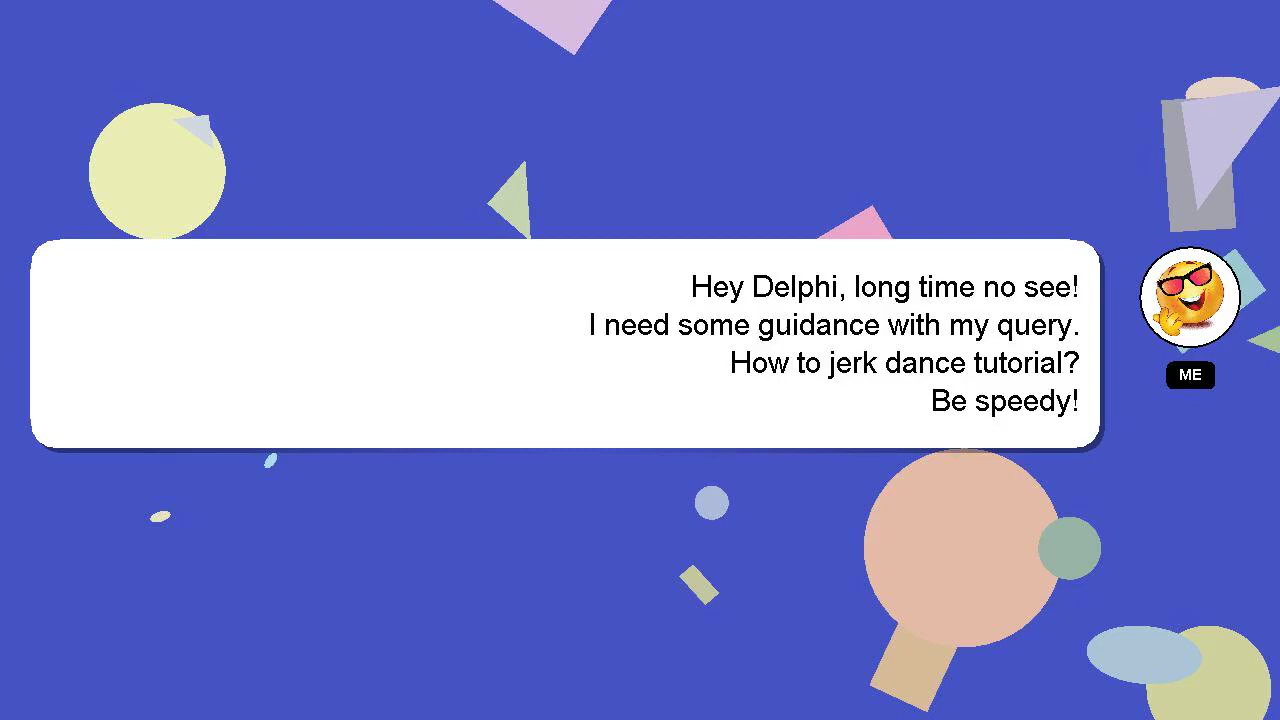 Hey Delphi, long time no see!
I need some guidance with my query.
How to jerk dance tutorial?
Be speedy!
ME